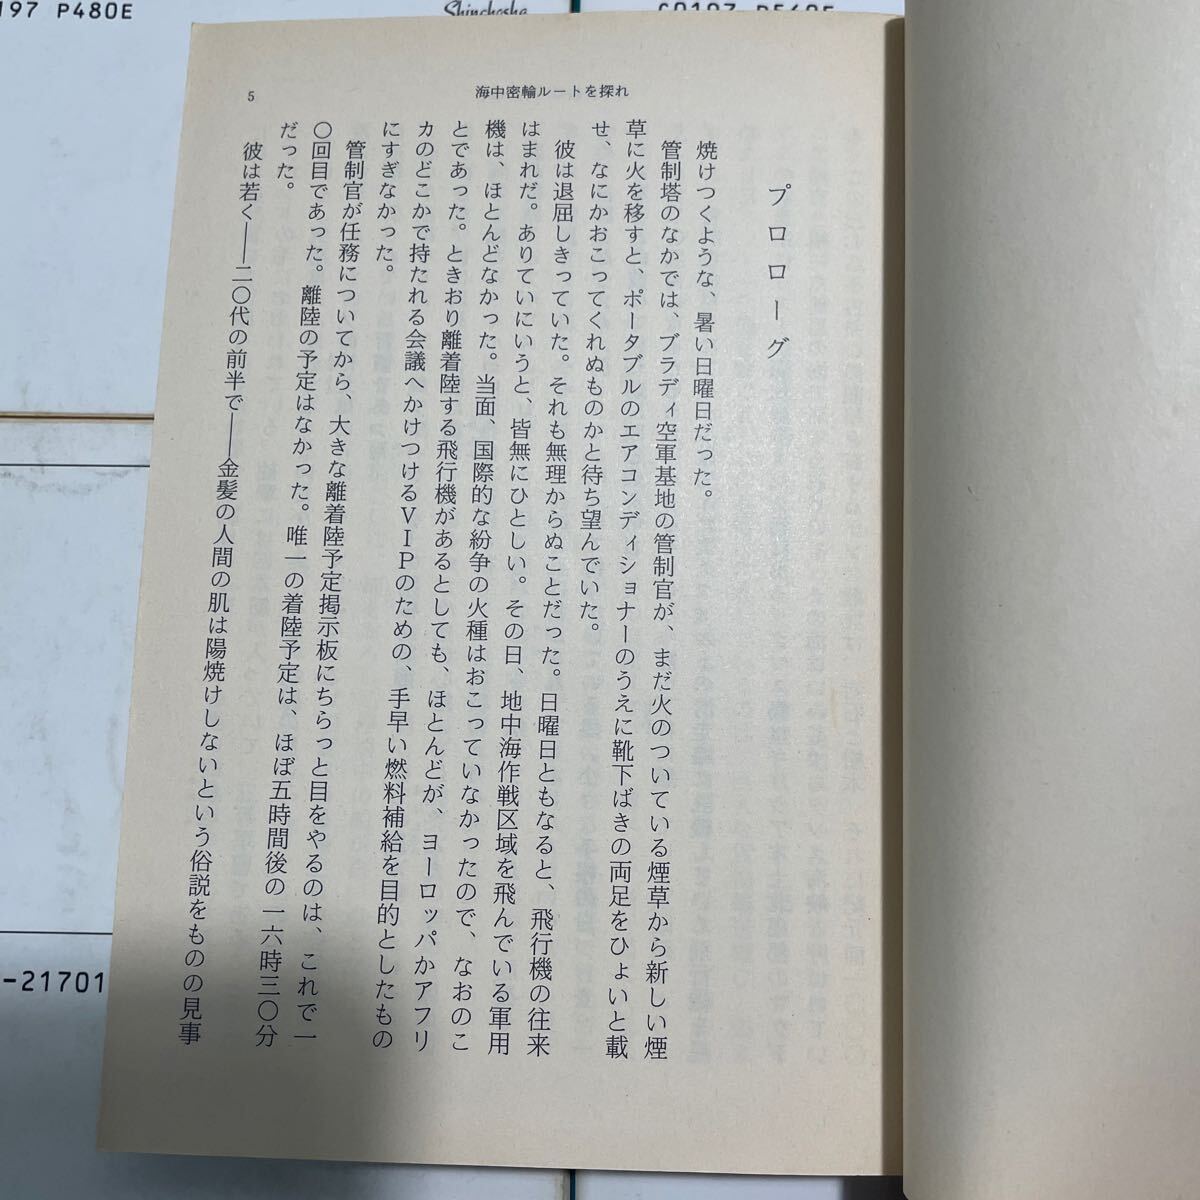 197 P480E
Shinchosha
C0197 P560E
海中密輸ルートを探れ
5
プロローグ
焼けつくような、暑い日曜日だった。
管制塔のなかでは、ブラディ空軍基地の管制官が、まだ火のついている煙草から新しい煙
草に火を移すと、ポータブルのエアコンディショナーのうえに靴下ばきの両足をひょいと載
せ、なにかおこってくれぬものかと待ち望んでいた。
彼は退屈しきっていた。それも無理からぬことだった。日曜日ともなると、飛行機の往来
はまれだ。ありていにいうと、皆無にひとしい。その日、地中海作戦区域を飛んでいる軍用
機は、ほとんどなかった。当面、国際的な紛争の火種はおこっていなかったので、なおのこ
とであった。ときおり離着陸する飛行機があるとしても、ほとんどが、ヨーロッパかアフリ
カのどこかで持たれる会議へかけつけるVIPのための、手早い燃料補給を目的としたもの
にすぎなかった。
管制官が任務についてから、大きな離着陸予定掲示板にちらっと目をやるのは、これで一
〇回目であった。離陸の予定はなかった。唯一の着陸予定は、ほぼ五時間後の一六時三〇分
だった。
彼は若く――二〇代の前半で――金髪の人間の肌は陽焼けしないという俗説をものの見事
-21701